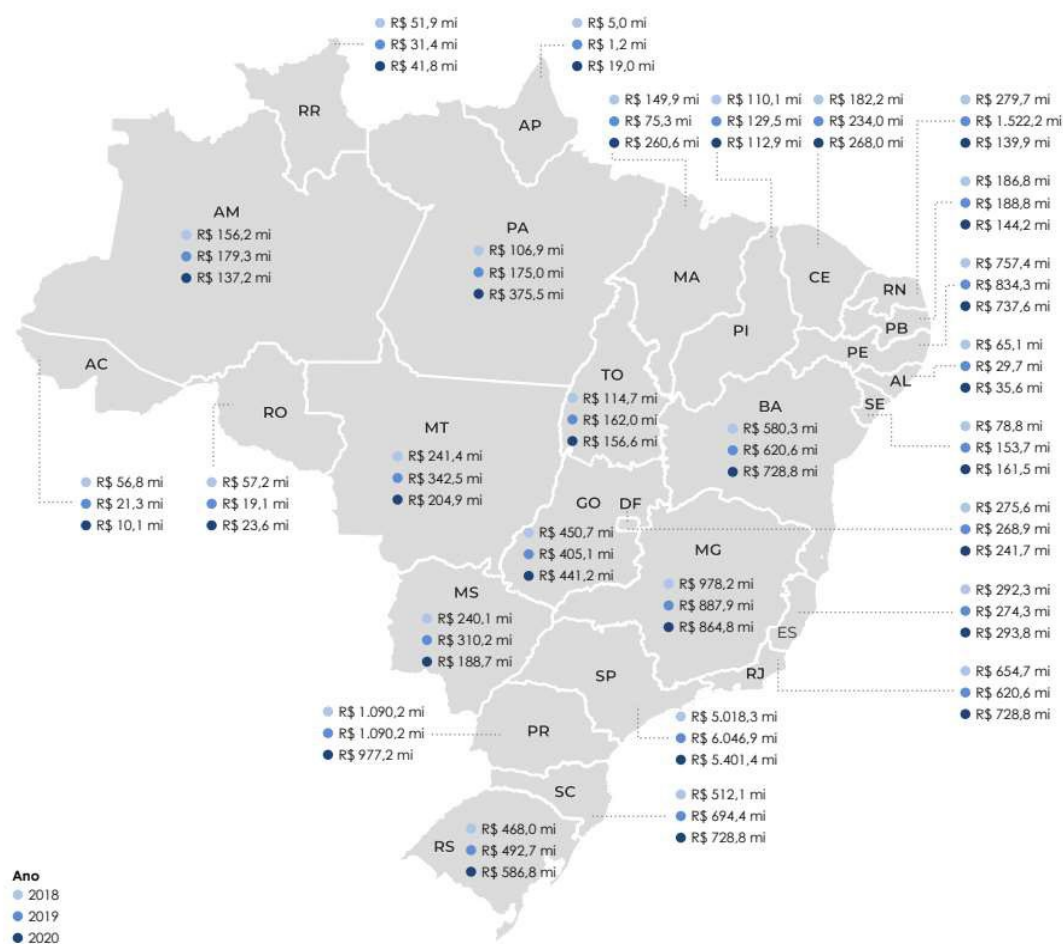 R$ 51,9 mi
R$ 31,4 mi
R$ 41,8 mi
R$ 5,0 mi
R$ 1,2 mi
R$ 19,0 mi
RR
AP
R$ 149,9 mi
R$ 75,3 mi
R$ 260,6 mi
R$ 110,1 mi
R$ 129,5 mi
R$ 112,9 mi
R$ 182,2 mi
R$ 234,0 mi
R$ 268,0 mi
R$ 279,7 mi
R$ 1.522,2 mi
R$ 139,9 mi
R$ 186,8 mi
R$ 188,8 mi
R$ 144,2 mi
AM
R$ 156,2 mi
R$ 179,3 mi
R$ 137,2 mi
PA
R$ 106,9 mi
R$ 175,0 mi
R$ 375,5 mi
MA
PI
CE
RN
PB
PE
AL
SE
R$ 757,4 mi
R$ 834,3 mi
R$ 737,6 mi
R$ 65,1 mi
R$ 29,7 mi
R$ 35,6 mi
AC
RO
TO
R$ 114,7 mi
R$ 162,0 mi
R$ 156,6 mi
BA
R$ 580,3 mi
R$ 620,6 mi
R$ 728,8 mi
R$ 78,8 mi
R$ 153,7 mi
R$ 161,5 mi
MT
R$ 241,4 mi
R$ 342,5 mi
R$ 204,9 mi
R$ 56,8 mi
R$ 21,3 mi
R$ 10,1 mi
R$ 57,2 mi
R$ 19,1 mi
R$ 23,6 mi
GO
DF
R$ 450,7 mi
R$ 405,1 mi
R$ 441,2 mi
R$ 275,6 mi
R$ 268,9 mi
R$ 241,7 mi
MG
R$ 978,2 mi
R$ 887,9 mi
R$ 864,8 mi
MS
R$ 240,1 mi
R$ 310,2 mi
R$ 188,7 mi
ES
R$ 292,3 mi
R$ 274,3 mi
R$ 293,8 mi
SP
RJ
R$ 654,7 mi
R$ 620,6 mi
R$ 728,8 mi
R$ 1.090,2 mi
R$ 1.090,2 mi
R$ 977,2 mi
PR
R$ 5.018,3 mi
R$ 6.046,9 mi
R$ 5.401,4 mi
SC
R$ 512,1 mi
R$ 694,4 mi
R$ 728,8 mi
RS
R$ 468,0 mi
R$ 492,7 mi
R$ 586,8 mi
Ano
2018
2019
2020